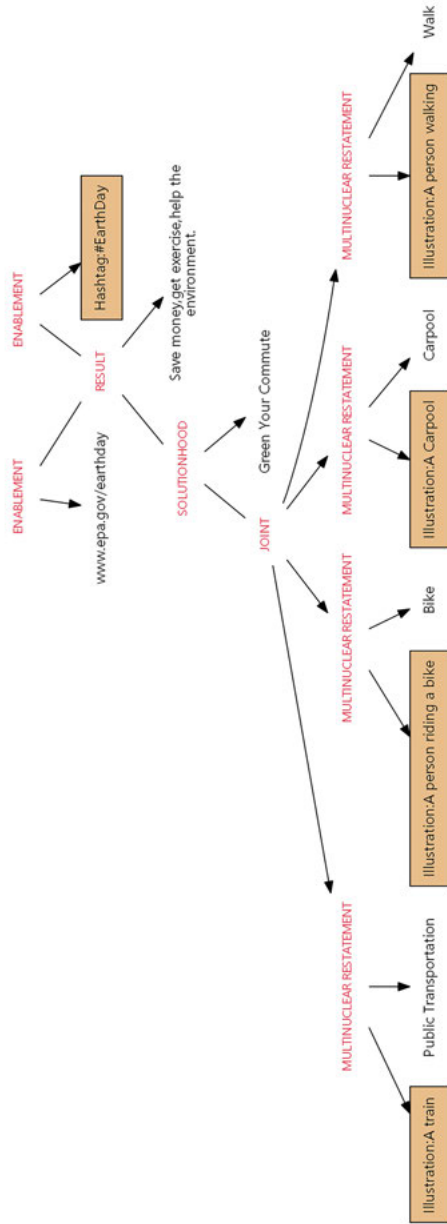 ENABLEMENT
ENABLEMENT
www.epa.gov/earthday
RESULT
Hashtag:#EarthDay
SOLUTIONHOOD
Save money,get exercise,help the
environment.
JOINT
Green Your Commute
MULTINUCLEAR RESTATEMENT
MULTINUCLEAR RESTATEMENT
MULTINUCLEAR RESTATEMENT
MULTINUCLEAR RESTATEMENT
Illustration:A train
Public Transportation
Illustration:A person riding a bike
Bike
Illustration:A Carpool
Carpool
Illustration:A person walking
Walk